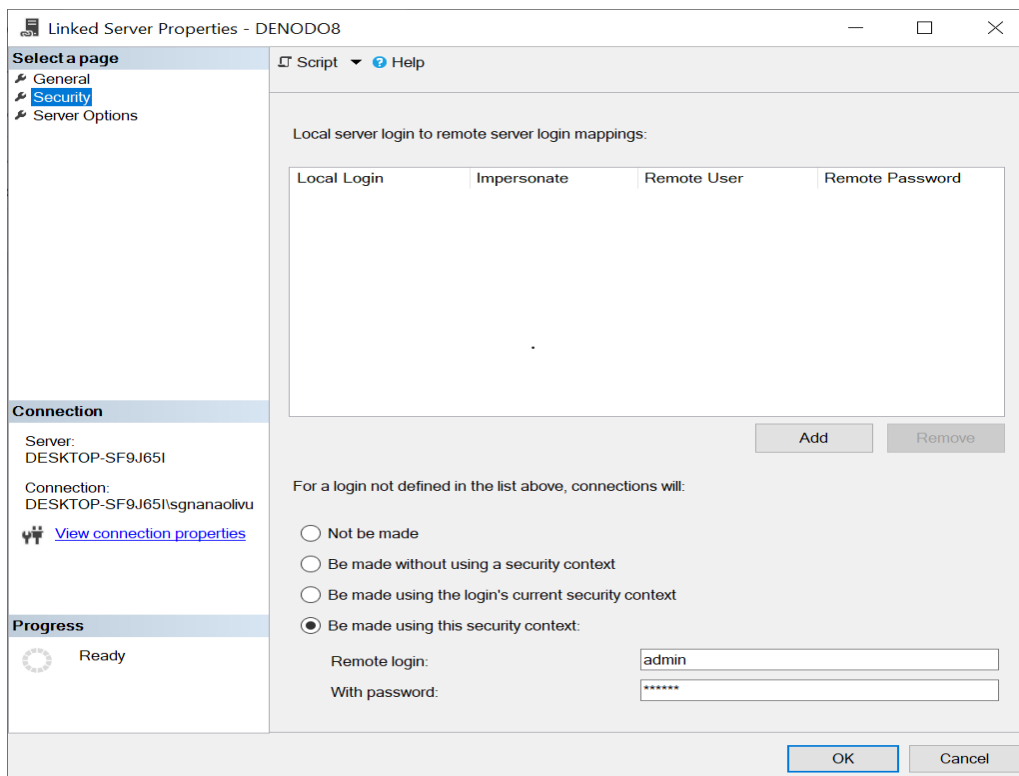 Linked Server Properties - DENODO8
Select a page
General
Security
Server Options
Script Help
Local server login to remote server login mappings:
Local Login Impersonate Remote User Remote Password
Add Remove
For a login not defined in the list above, connections will:
Not be made
Be made without using a security context
Be made using the login's current security context
Be made using this security context:
Remote login: admin
With password: ******
Connection
Server:
DESKTOP-SF9J65I
Connection:
DESKTOP-SF9J65I\sgnanaolivu
View connection properties
Progress
Ready
OK Cancel